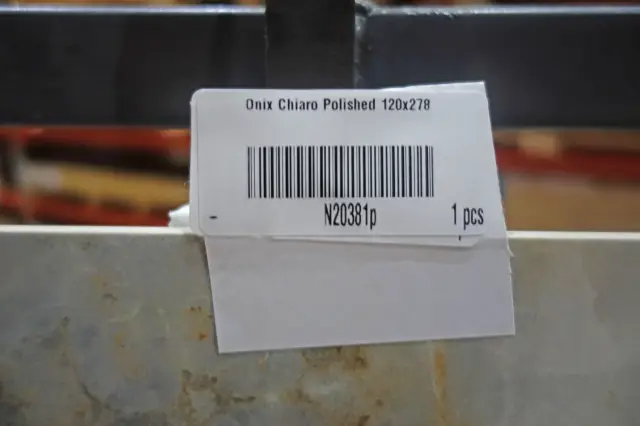 Onix Chiaro Polished 120x278
N20381p
1 pcs
-